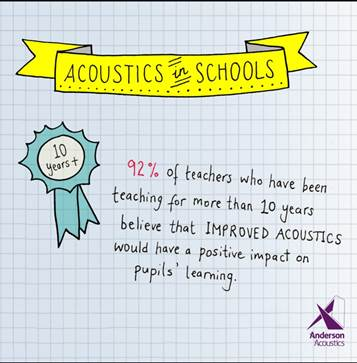 ACOUSTICS in SCHOOLS
10
years+
92% of teachers who have been
teaching for more than 10 years
believe that IMPROVED ACOUSTICS
would have a positive impact on
pupils' learning.
Anderson
Acoustics